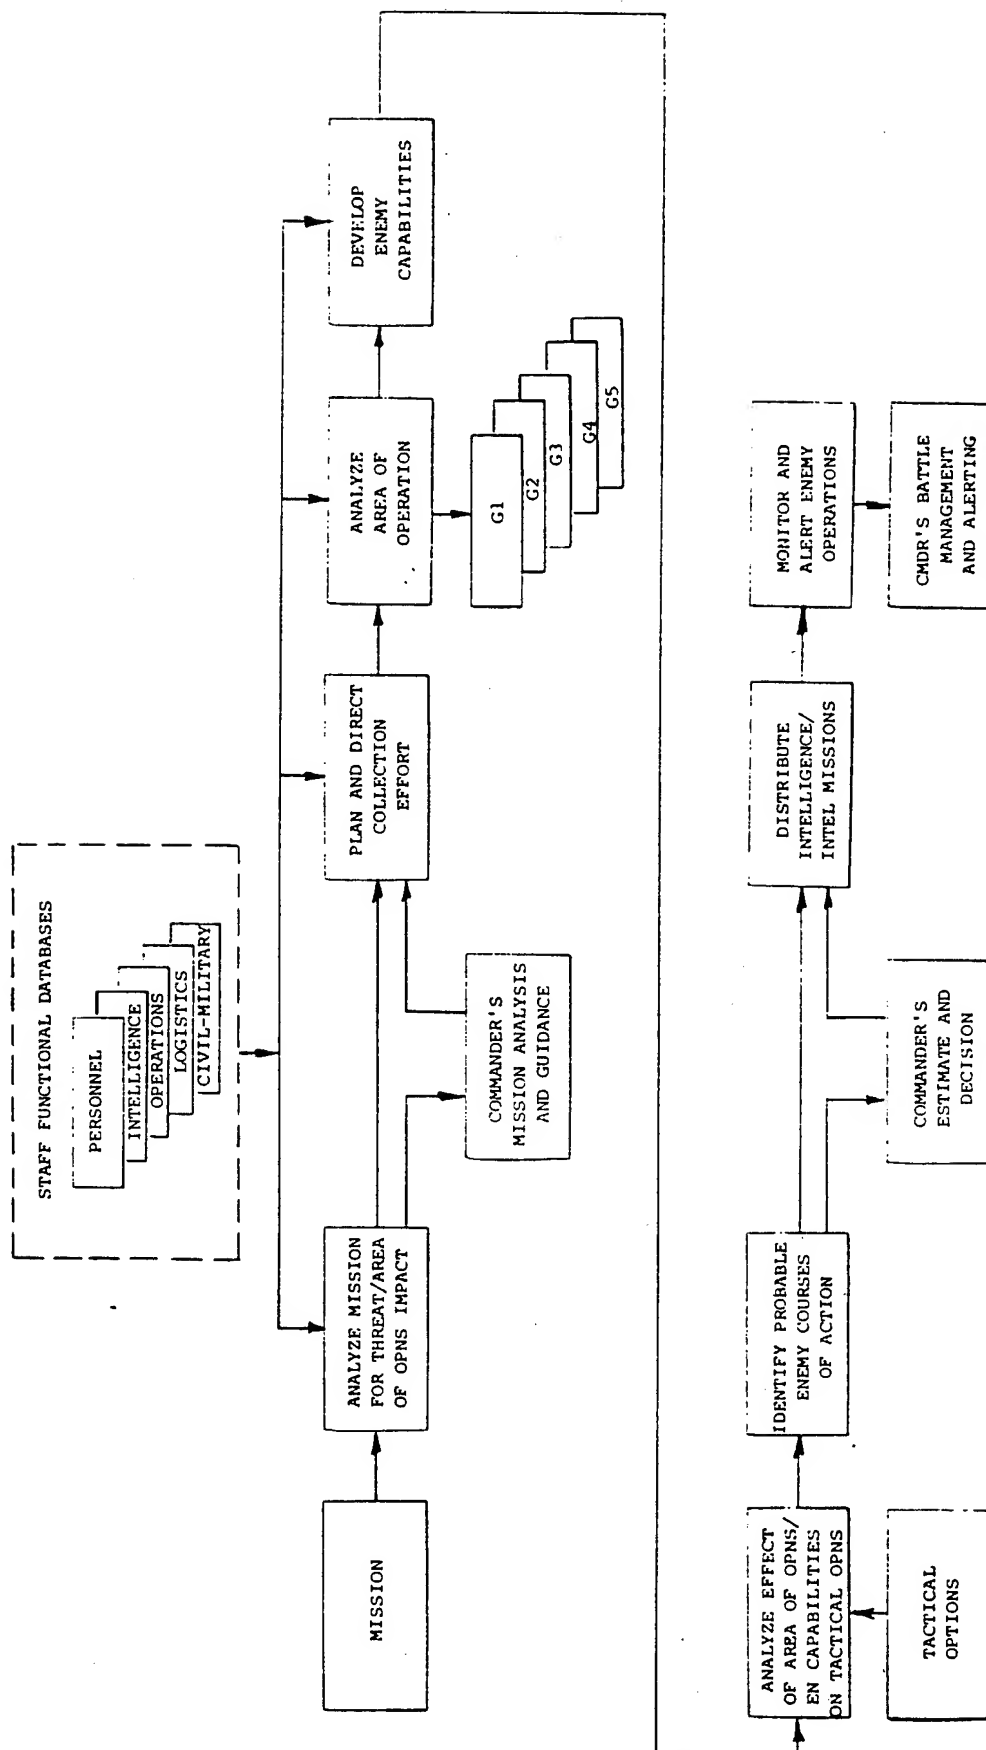 STAFF FUNCTIONAL DATABASES
PERSONNEL
INTELLIGENCE
OPERATIONS
LOGISTICS
CIVIL-MILITARY
MISSION
ANALYZE MISSION
FOR THREAT/AREA
OF OPNS IMPACT
COMMANDER'S
MISSION ANALYSIS
AND GUIDANCE
PLAN AND DIRECT
COLLECTION
EFFORT
ANALYZE
AREA OF
OPERATION
G1
G2
G3
G4
G5
DEVELOP
ENEMY
CAPABILITIES
ANALYZE EFFECT
OF AREA OF OPNS/
EN CAPABILITIES
ON TACTICAL OPNS
TACTICAL
OPTIONS
IDENTIFY PROBABLE
ENEMY COURSES
OF ACTION
COMMANDER'S
ESTIMATE AND
DECISION
DISTRIBUTE
INTELLIGENCE/
INTEL MISSIONS
MONITOR AND
ALERT ENEMY
OPERATIONS
CMDR'S BATTLE
MANAGEMENT
AND ALERTING